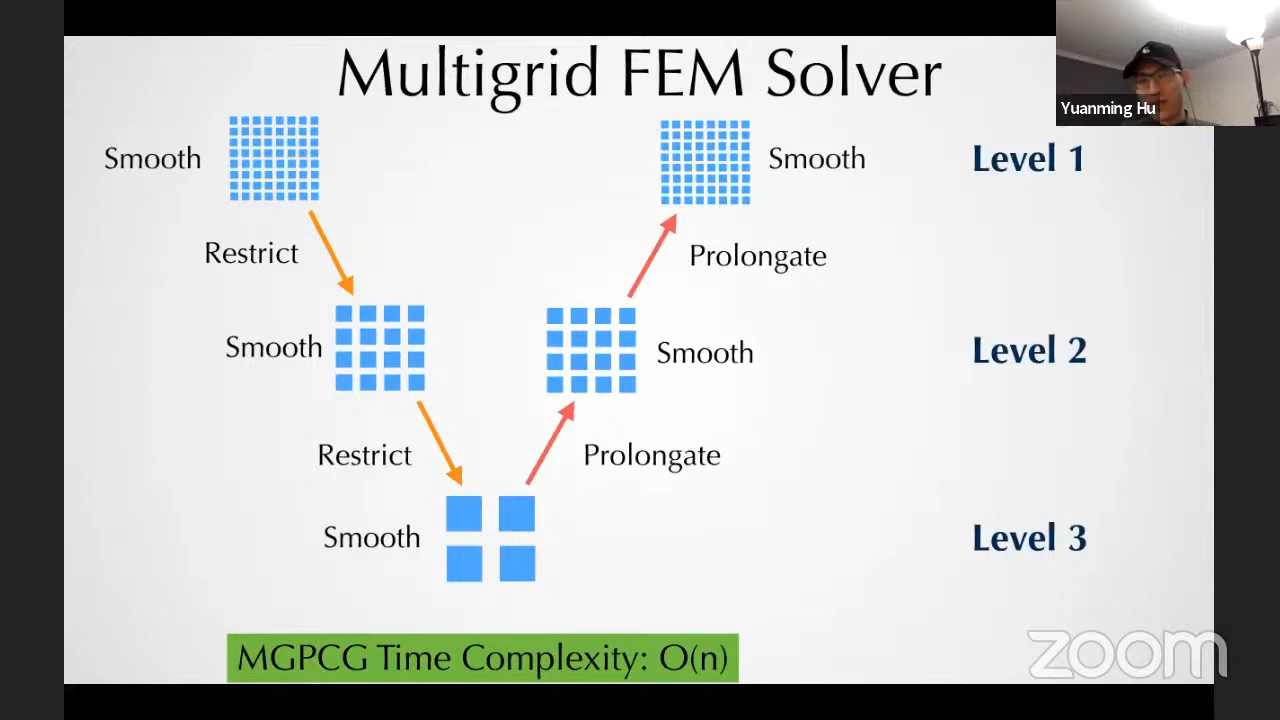 Multigrid FEM Solver
Yuanming Hu
Smooth
Smooth
Level 1
Restrict
Prolongate
Smooth
Smooth
Level 2
Restrict
Prolongate
Smooth
Level 3
MGPCG Time Complexity: O(n)
zoom